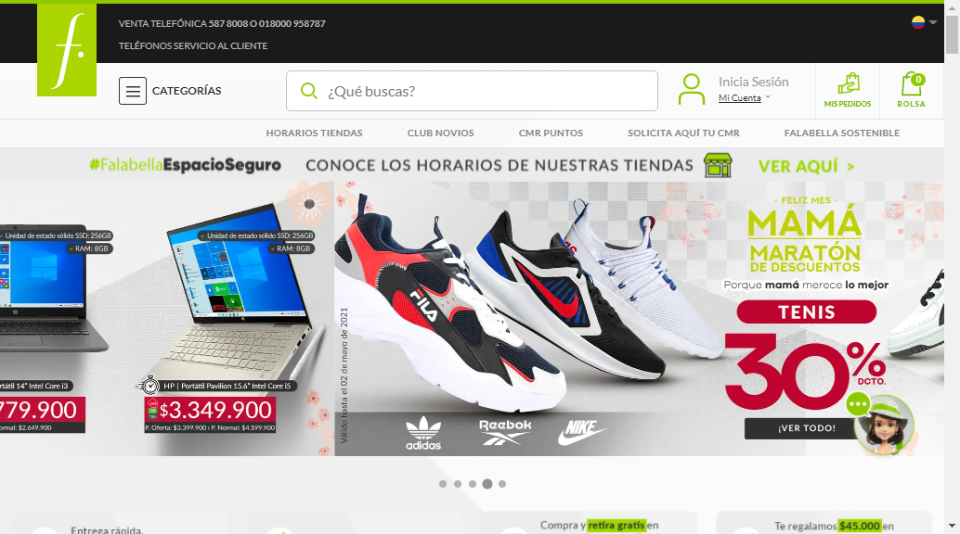 VENTA TELEFÓNICA 587 8008 O 018000 958787
TELÉFONOS SERVICIO AL CLIENTE
f.
CATEGORÍAS
¿Qué buscas?
Inicia Sesión
Mi Cuenta
MIS PEDIDOS
0
BOLSA
HORARIOS TIENDAS
CLUB NOVIOS
CMR PUNTOS
SOLICITA AQUÍ TU CMR
FALABELLA SOSTENIBLE
#FalabellaEspacioSeguro CONOCE LOS HORARIOS DE NUESTRAS TIENDAS VER AQUÍ >
Unidad de estado sólido SSD: 256GB
RAM: 8GB
Unidad de estado sólido SSD: 256GB
RAM: 8GB
14" Intel Core i3
779.900
$2.649.900
HP | Portátil Pavilion 15.6" Intel Core i5
$3.349.900
P. Oferta: $3.399.900 | P. Normal: $4.599.900
Válido hasta el 02 de mayo de 2021
FILA
adidas
Reebok
NIKE
· FELIZ MES ·
MAMÁ
MARATÓN
DE DESCUENTOS
Porque mamá merece lo mejor
TENIS
30%
DCTO.
¡VER TODO!
Entrega rápida,
Compra y retira gratis en
Te regalamos $45.000 en